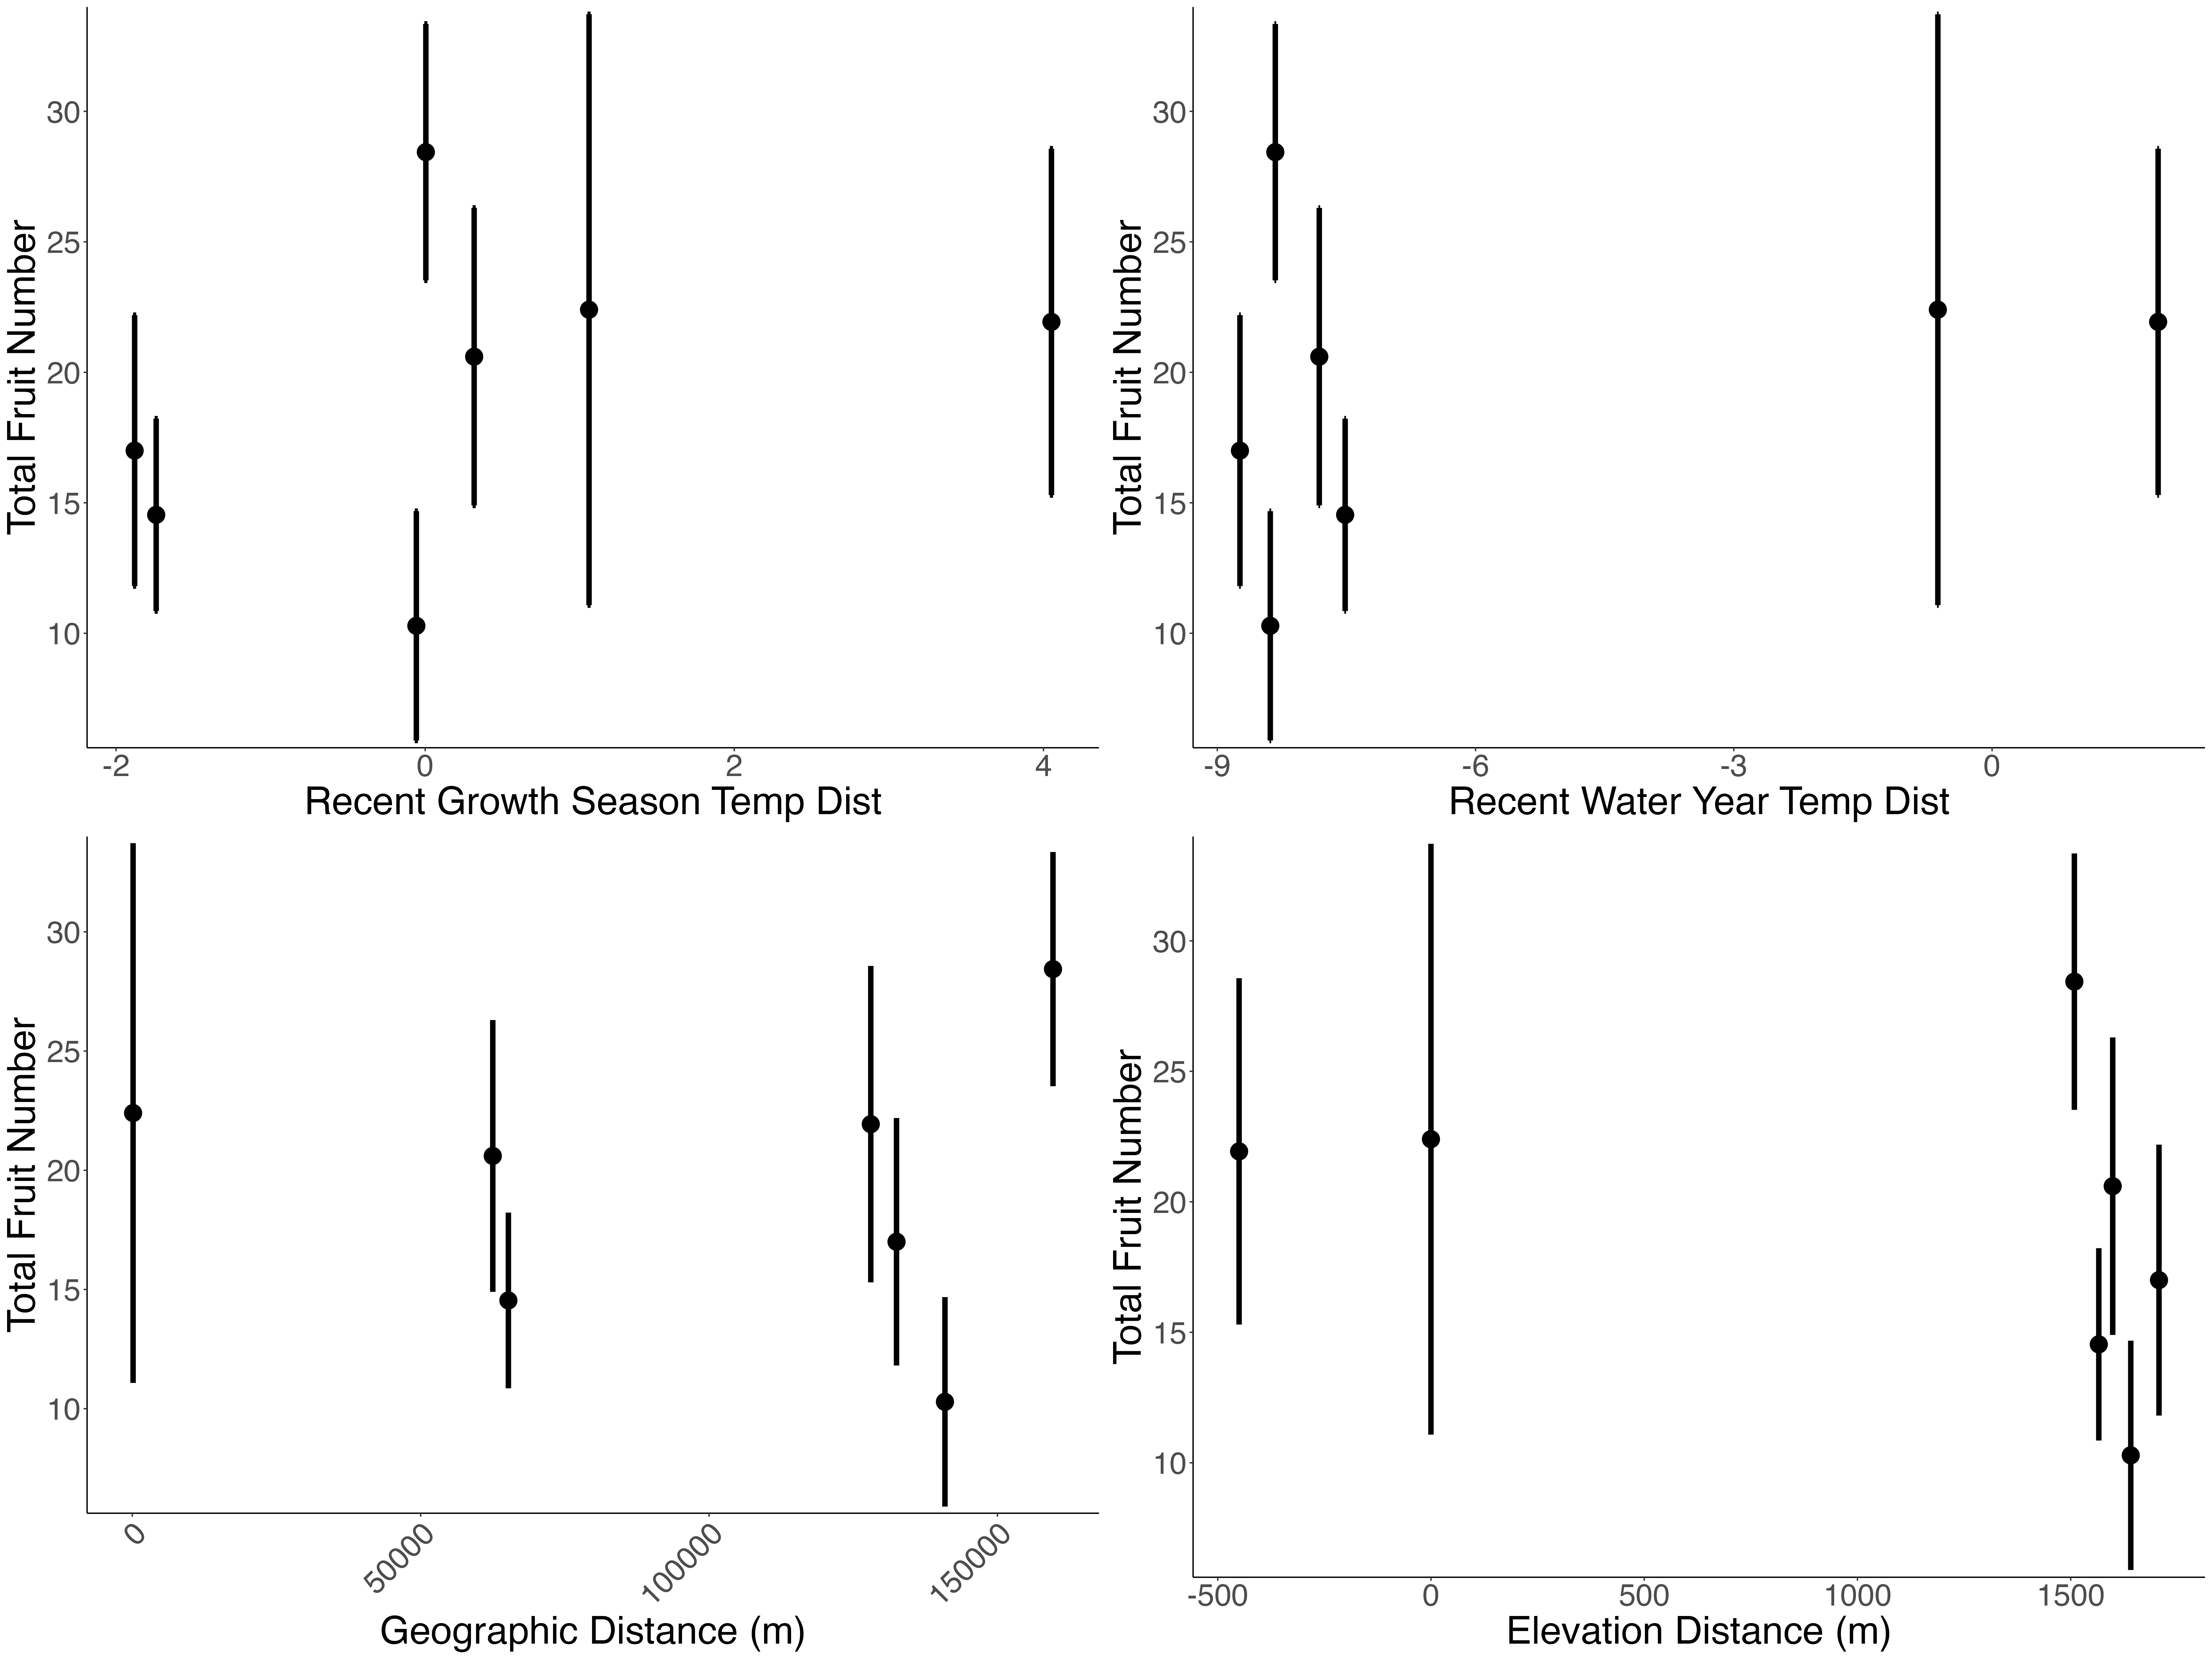 Total Fruit Number
30
25
20
15
10
-2 0 2 4
Recent Growth Season Temp Dist
Total Fruit Number
30
25
20
15
10
-9 -6 -3 0
Recent Water Year Temp Dist
Total Fruit Number
30
25
20
15
10
0 50000 100000 150000
Geographic Distance (m)
Total Fruit Number
30
25
20
15
10
-500 0 500 1000 1500
Elevation Distance (m)